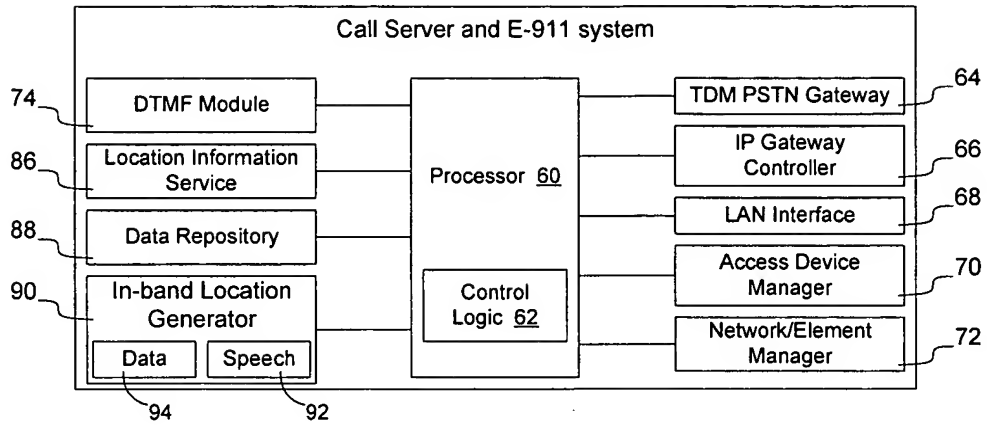 Call Server and E-911 system
74
DTMF Module
86
Location Information
Service
88
Data Repository
90
In-band Location
Generator
Data
Speech
94
92
Processor 60
Control
Logic 62
TDM PSTN Gateway
64
IP Gateway
Controller
66
LAN Interface
68
Access Device
Manager
70
Network/Element
Manager
72